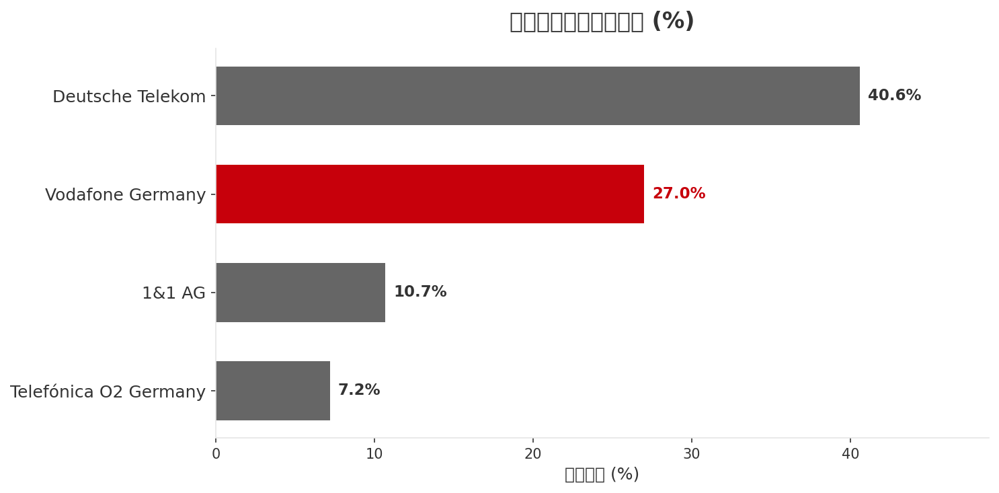 (%)
Deutsche Telekom
40.6%
Vodafone Germany
27.0%
1&1 AG
10.7%
Telefónica O2 Germany
7.2%
0 10 20 30 40
(%)